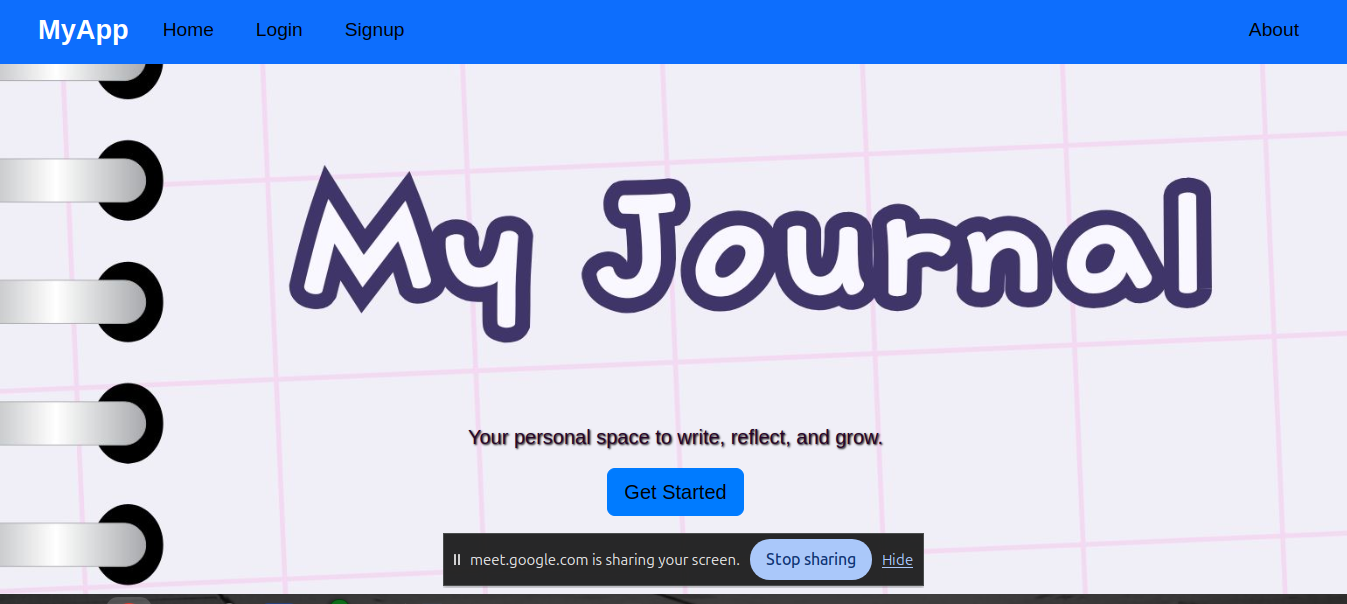 MyApp Home Login Signup About
My Journal
Your personal space to write, reflect, and grow.
Get Started
meet.google.com is sharing your screen. Stop sharing Hide